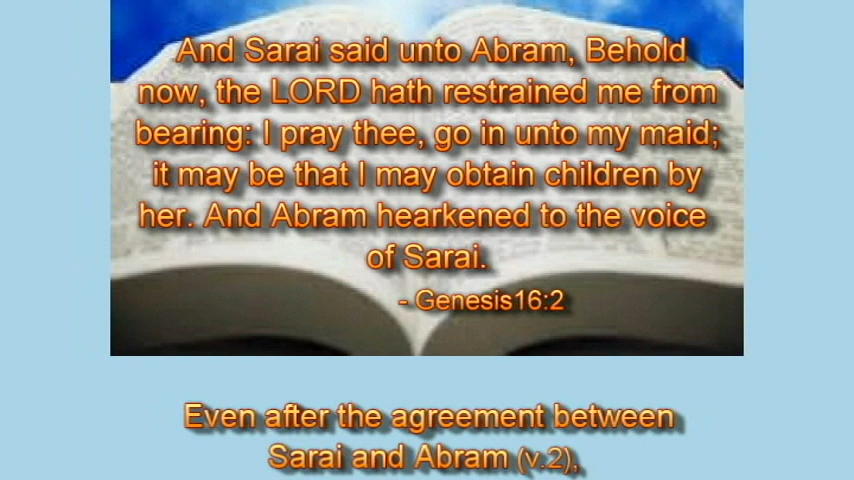 And Sarai said unto Abram, Behold
now, the LORD hath restrained me from
bearing: I pray thee, go in unto my maid;
it may be that I may obtain children by
her. And Abram hearkened to the voice
of Sarai.
- Genesis16:2
Even after the agreement between
Sarai and Abram (v.2),